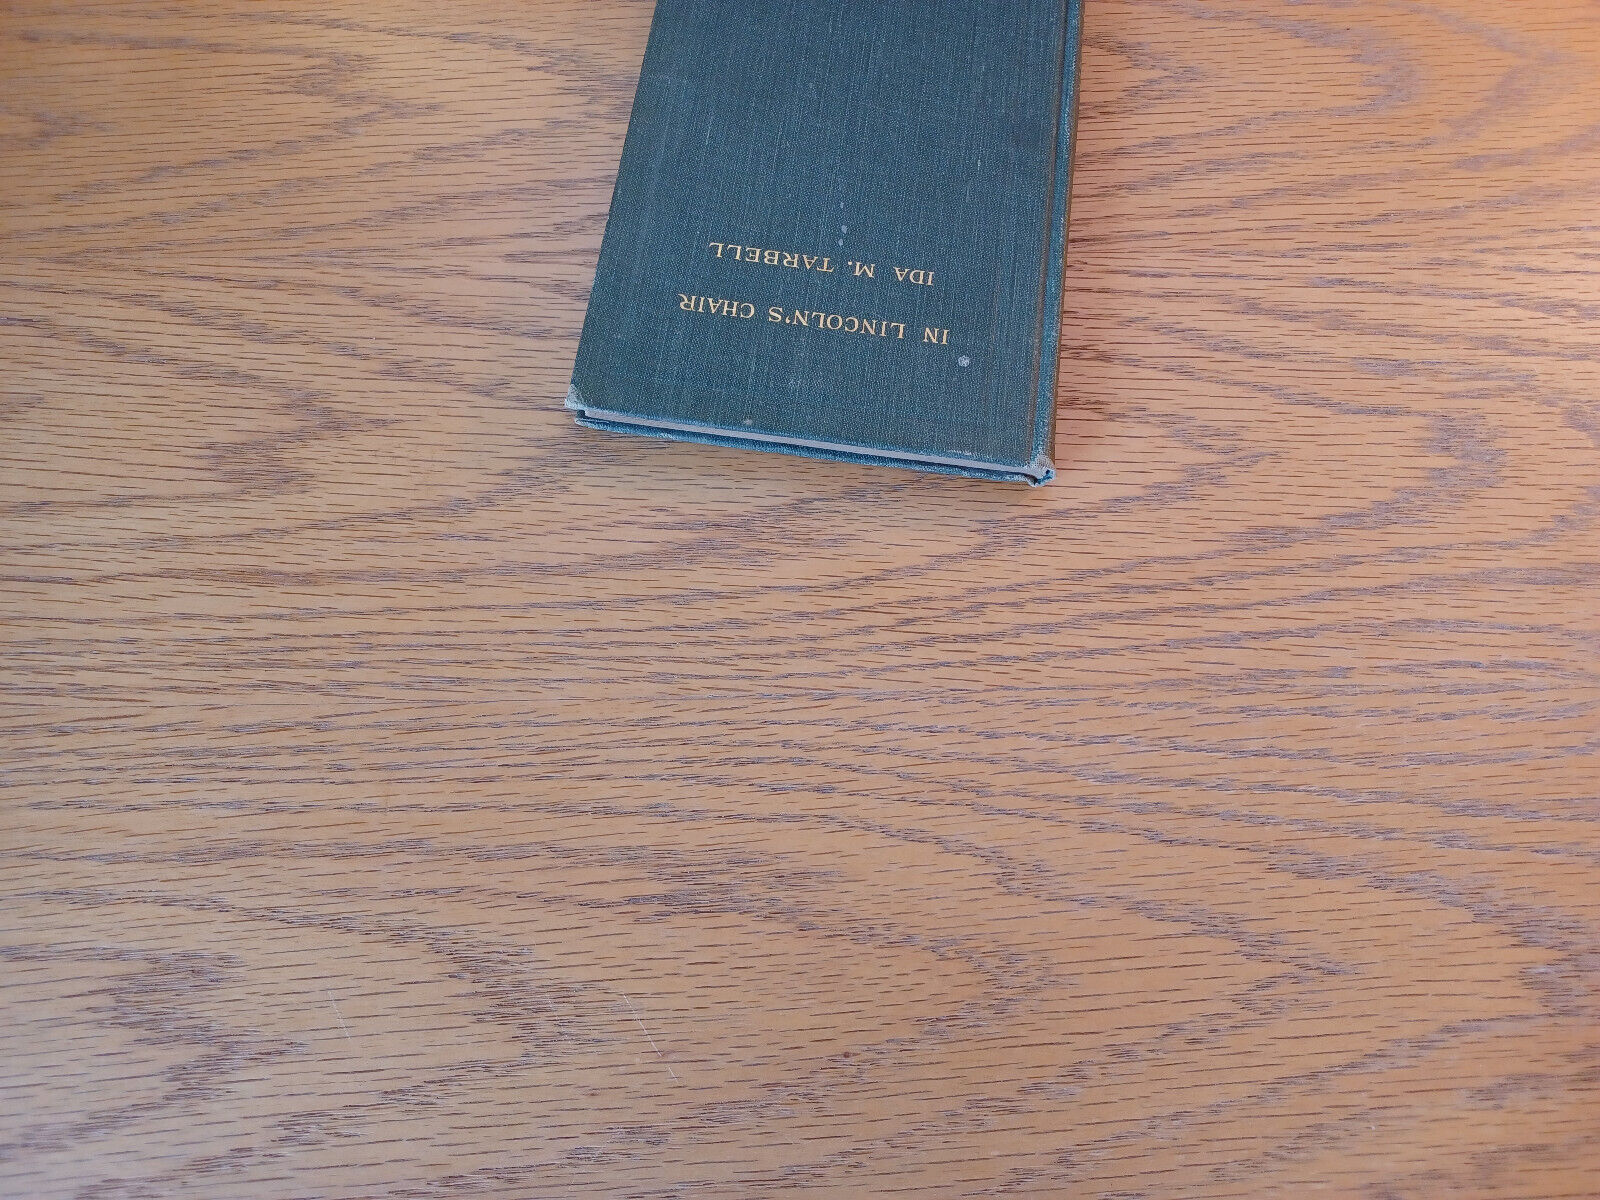 IN LINCOLN'S CHAIR
IDA M. TARBELL